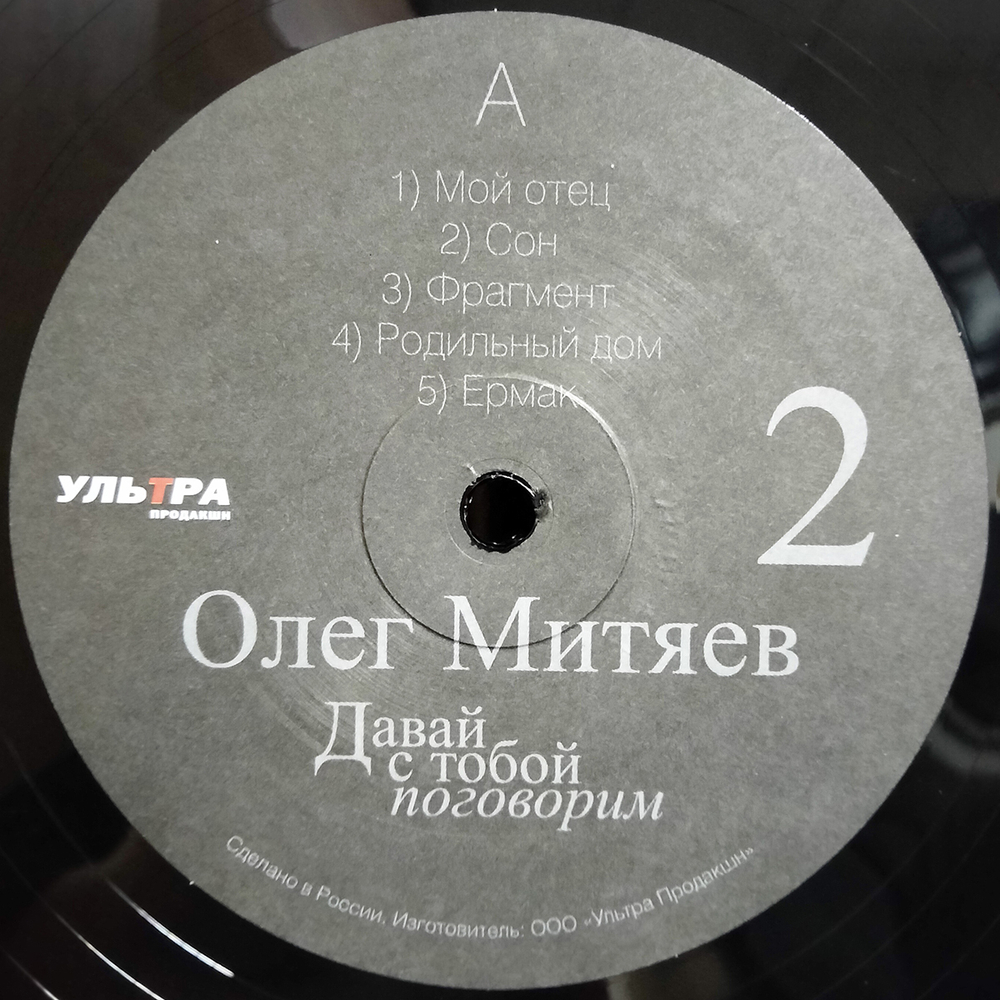 А
1) Мой отец
2) Сон
3) Фрагмент
4) Родильный дом
5) Ермак
2
УЛЬТРА
ПРОДАКШН
Олег Митяев
Давай
с тобой
поговорим
Сделано в России. Изготовитель: ООО «Ультра Продакшн»